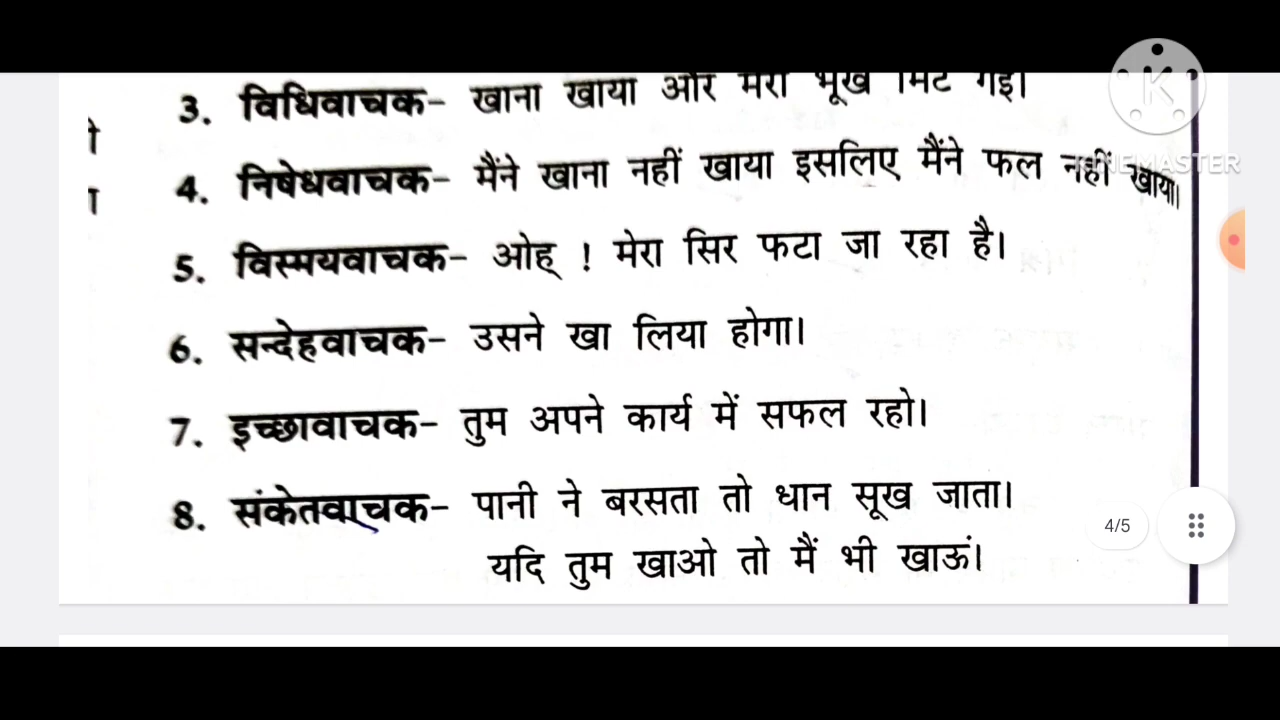 3. विधिवाचक- खाना खाया और मेरी भूख मिट गई।
4. निषेधवाचक- मैंने खाना नहीं खाया इसलिए मैंने फल नहीं खाया।
5. विस्मयवाचक- ओह् ! मेरा सिर फटा जा रहा है।
6. सन्देहवाचक- उसने खा लिया होगा।
7. इच्छावाचक- तुम अपने कार्य में सफल रहो।
8. संकेतवाचक- पानी ने बरसता तो धान सूख जाता।
यदि तुम खाओ तो मैं भी खाऊं।
4/5
K
KINEMASTER